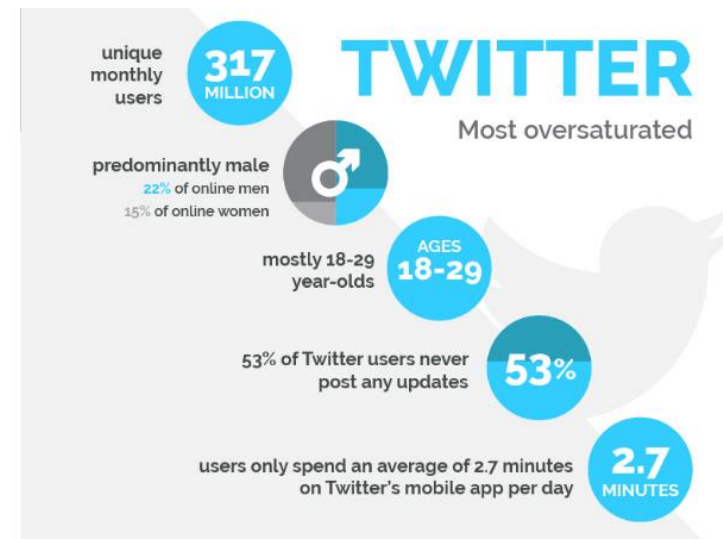 TWITTER
Most oversaturated
unique
monthly
users
317
MILLION
predominantly male
22% of online men
15% of online women
mostly 18-29
year-olds
AGES
18-29
53% of Twitter users never
post any updates
53%
users only spend an average of 2.7 minutes
on Twitter's mobile app per day
2.7
MINUTES